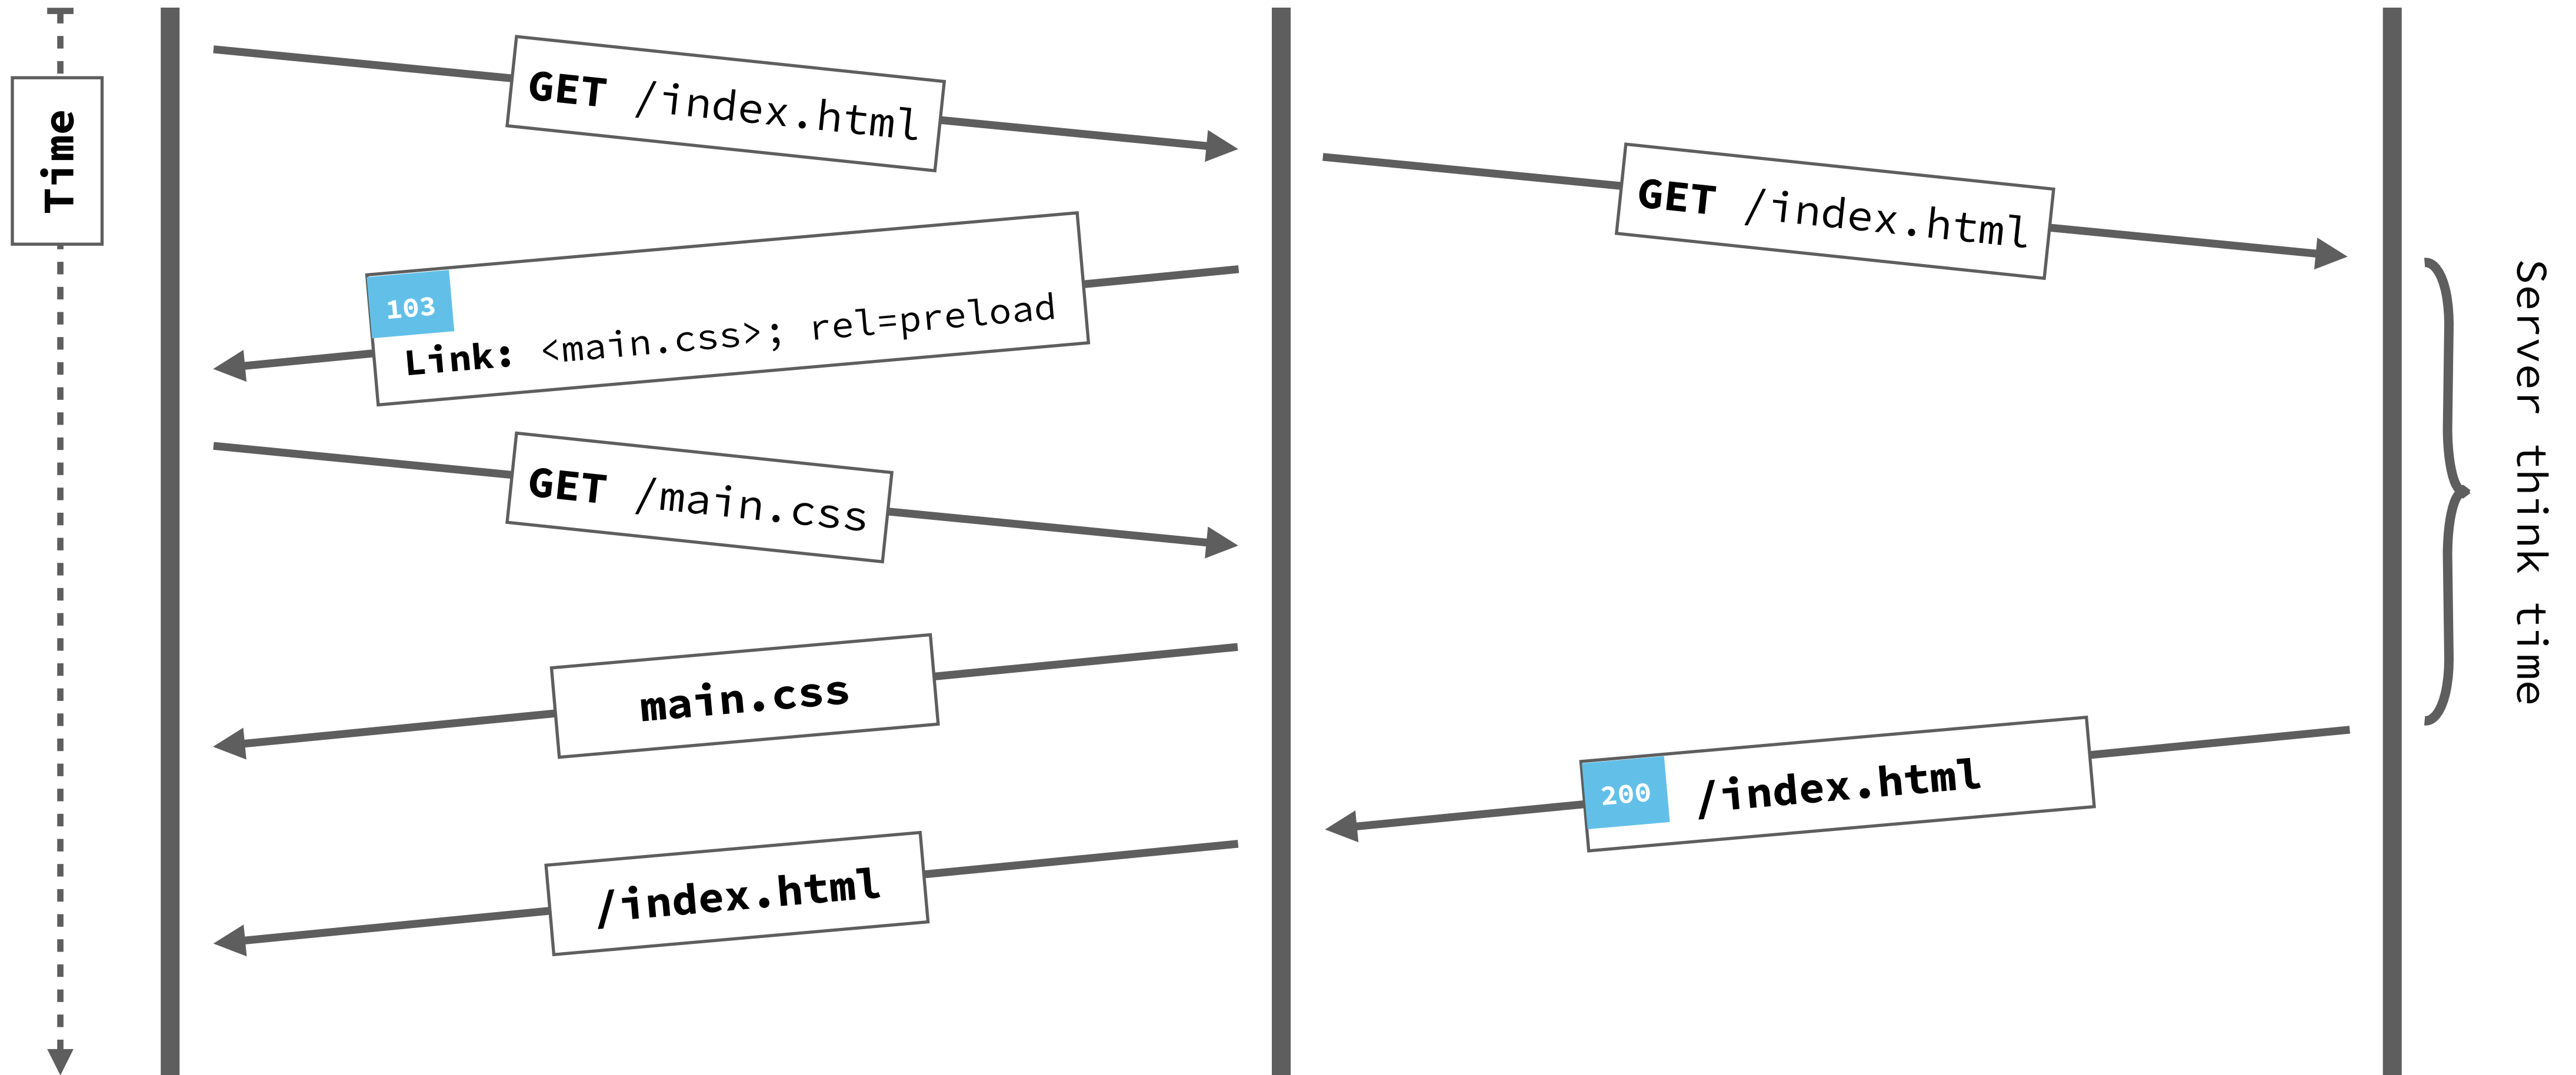 Time
GET /index.html
GET /index.html
103
Link: <main.css>; rel=preload
GET /main.css
Server think time
main.css
200 /index.html
/index.html